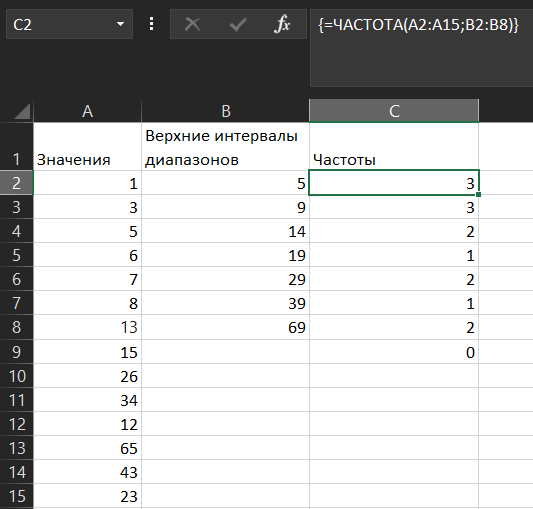 C2 fx {=ЧАСТОТА(A2:A15;B2:B8)}
A B C
Верхние интервалы
1 Значения диапазонов Частоты
2 1 5 3
3 3 9 3
4 5 14 2
5 6 19 1
6 7 29 2
7 8 39 1
8 13 69 2
9 15 0
10 26
11 34
12 12
13 65
14 43
15 23